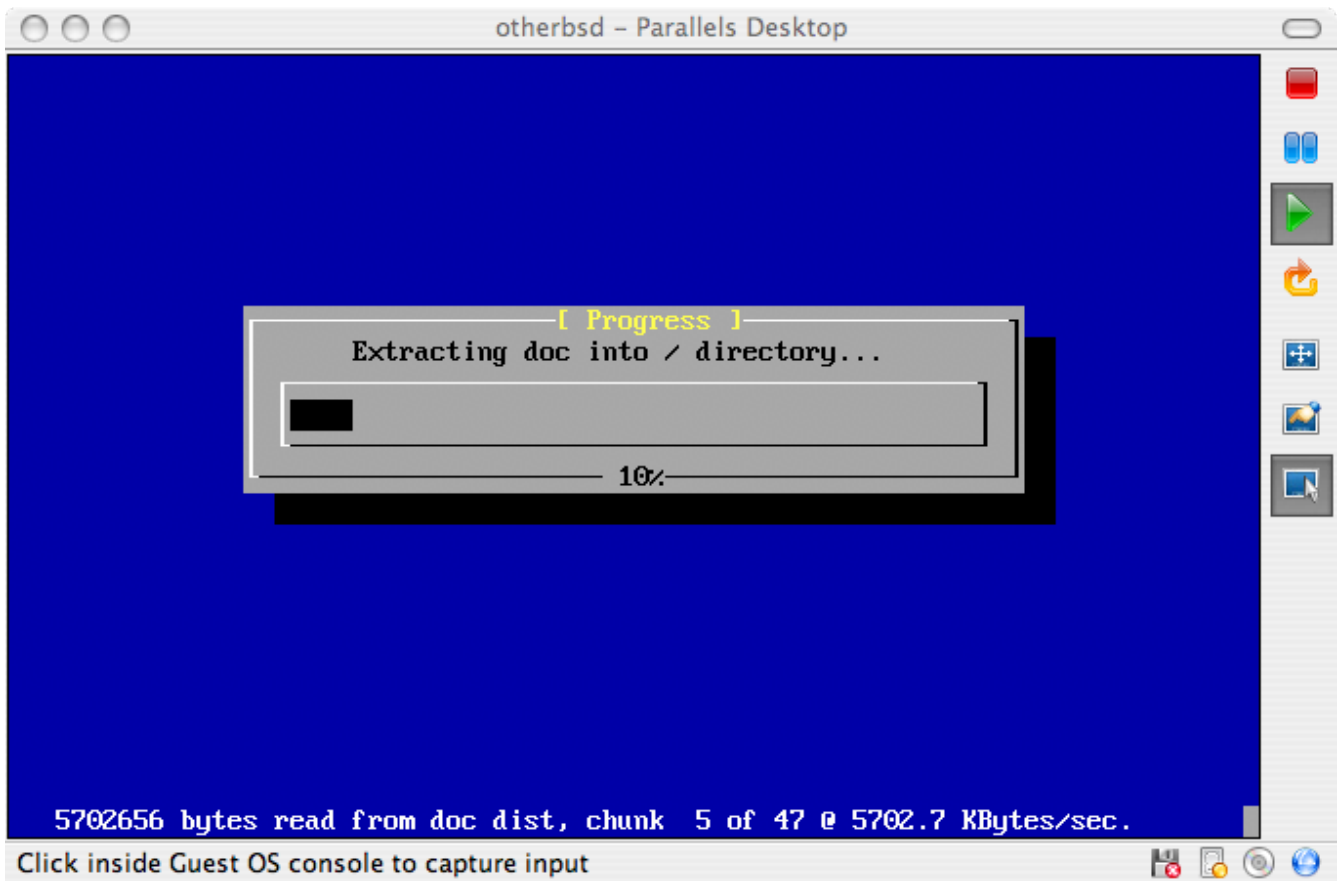 otherbsd – Parallels Desktop
[ Progress ]
Extracting doc into / directory...
10%
5702656 bytes read from doc dist, chunk  5 of 47 @ 5702.7 KBytes/sec.
Click inside Guest OS console to capture input